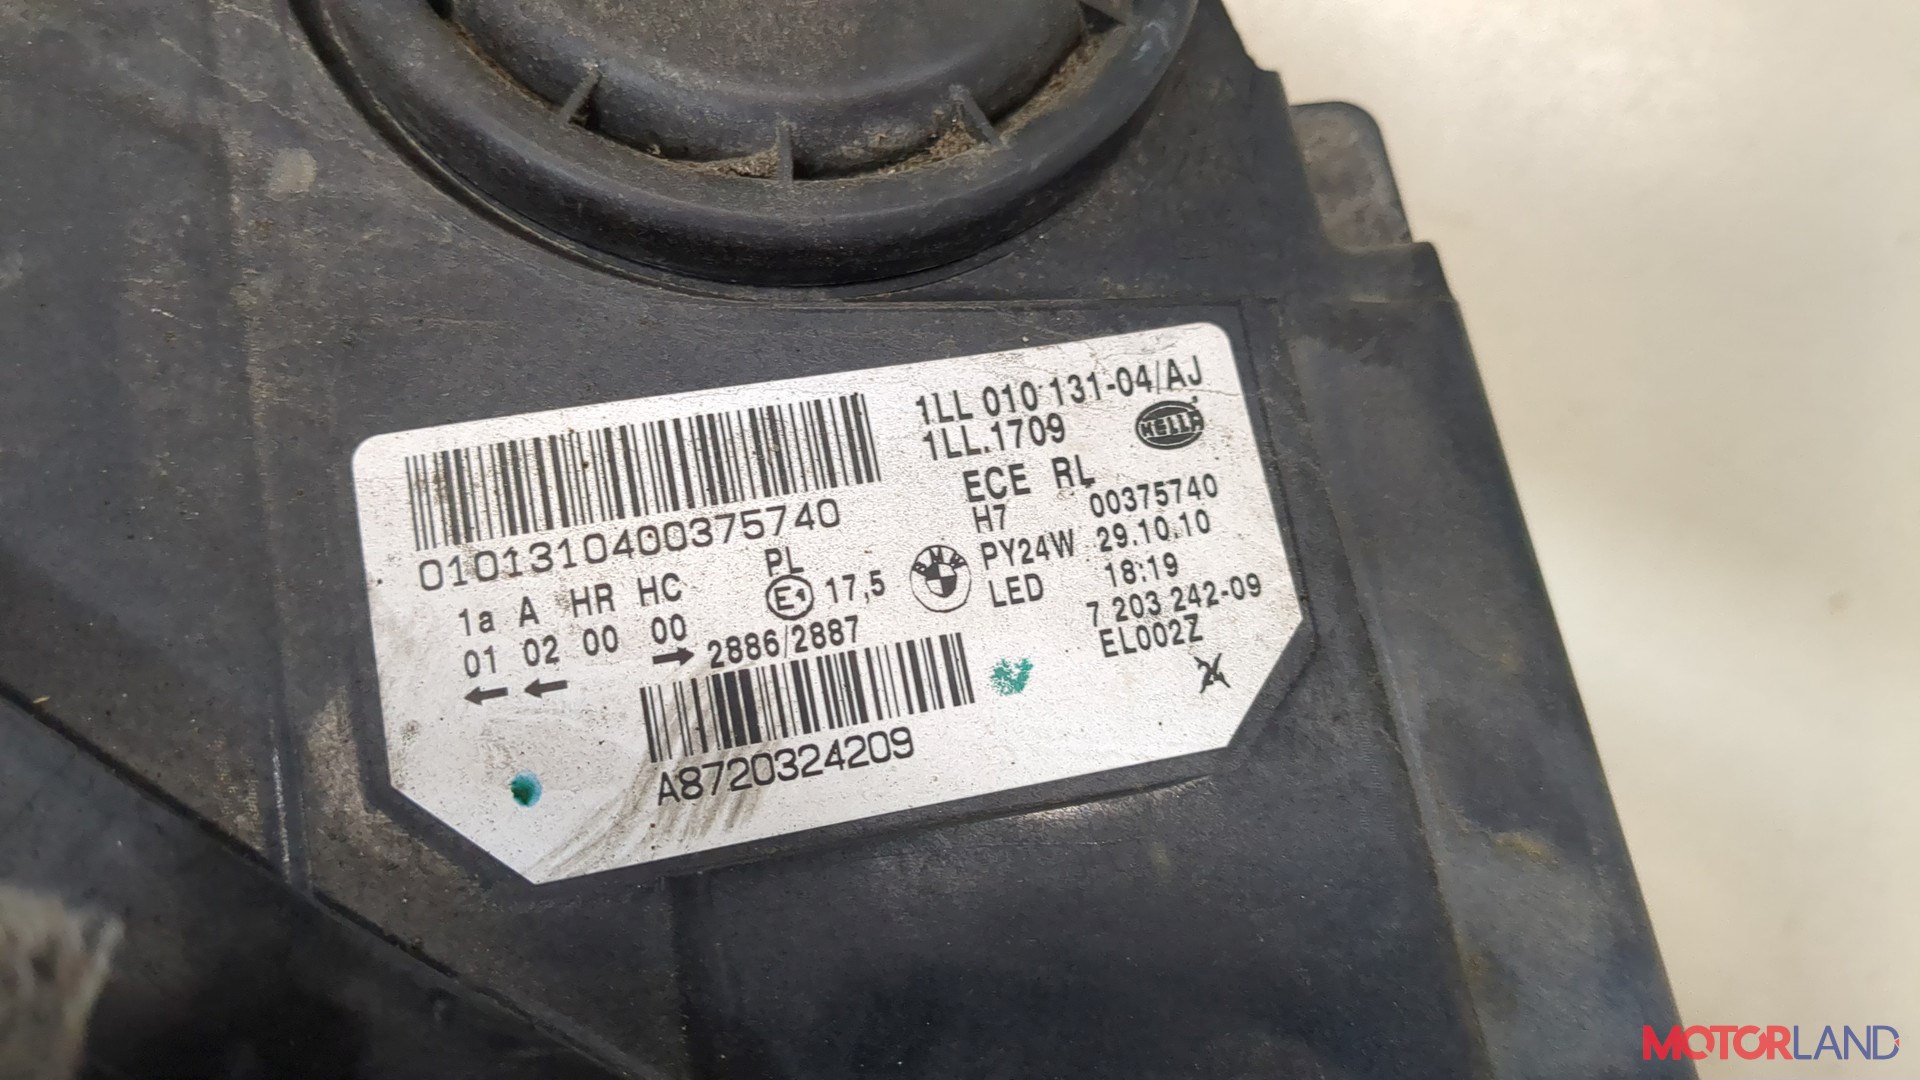 1LL 010 131-04/AJ
1LL.1709
HELLA
ECE RL
H7 00375740
PY24W 29.10.10
LED 18:19
7 203 242-09
EL002Z
BMW
0101310400375740
1a A HR HC PL
01 02 00 00 E1 17,5
← ← → 2886/2887
A8720324209
MOTORLAND